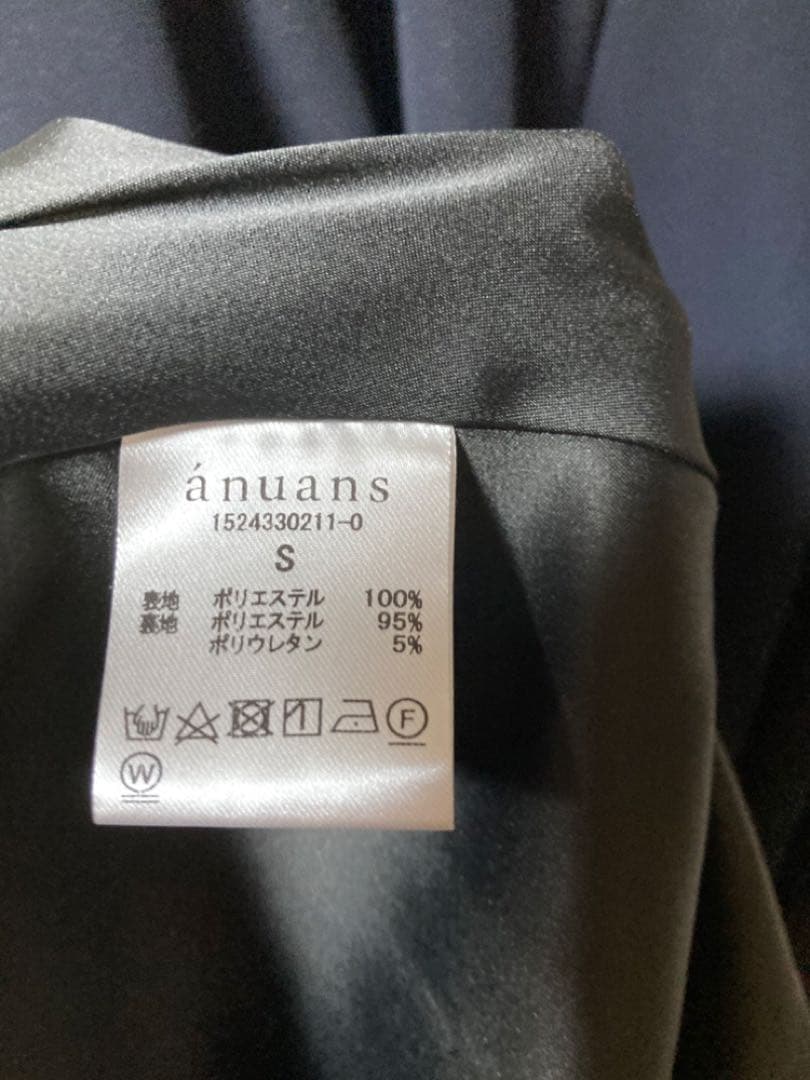 ánuans
1524330211-0
S
表地 ポリエステル 100%
裏地 ポリエステル 95%
ポリウレタン 5%
F
W